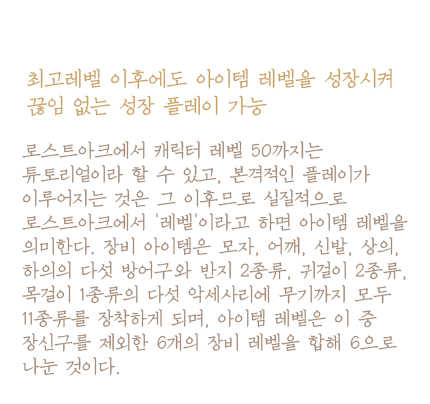 최고레벨 이후에도 아이템 레벨을 성장시켜
끊임 없는 성장 플레이 가능
로스트아크에서 캐릭터 레벨 50까지는
튜토리얼이라 할 수 있고, 본격적인 플레이가
이루어지는 것은 그 이후므로 실질적으로
로스트아크에서 '레벨'이라고 하면 아이템 레벨을
의미한다. 장비 아이템은 모자, 어깨, 신발, 상의,
하의의 다섯 방어구와 반지 2종류, 귀걸이 2종류,
목걸이 1종류의 다섯 악세사리에 무기까지 모두
11종류를 장착하게 되며, 아이템 레벨은 이 중
장신구를 제외한 6개의 장비 레벨을 합해 6으로
나눈 것이다.